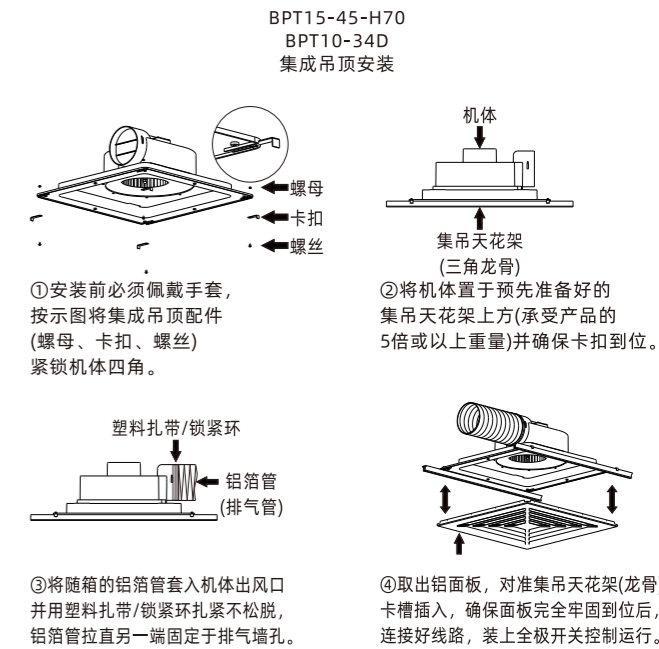 BPT15-45-H70
BPT10-34D
集成吊顶安装
螺母
卡扣
螺丝
①安装前必须佩戴手套，
按示图将集成吊顶配件
(螺母、卡扣、螺丝)
紧锁机体四角。
机体
集吊天花架
(三角龙骨)
②将机体置于预先准备好的
集吊天花架上方(承受产品的
5倍或以上重量)并确保卡扣到位。
塑料扎带/锁紧环
铝箔管
(排气管)
③将随箱的铝箔管套入机体出风口
并用塑料扎带/锁紧环扎紧不松脱，
铝箔管拉直另一端固定于排气墙孔。
④取出铝面板，对准集吊天花架(龙骨
卡槽插入，确保面板完全牢固到位后，
连接好线路，装上全极开关控制运行。